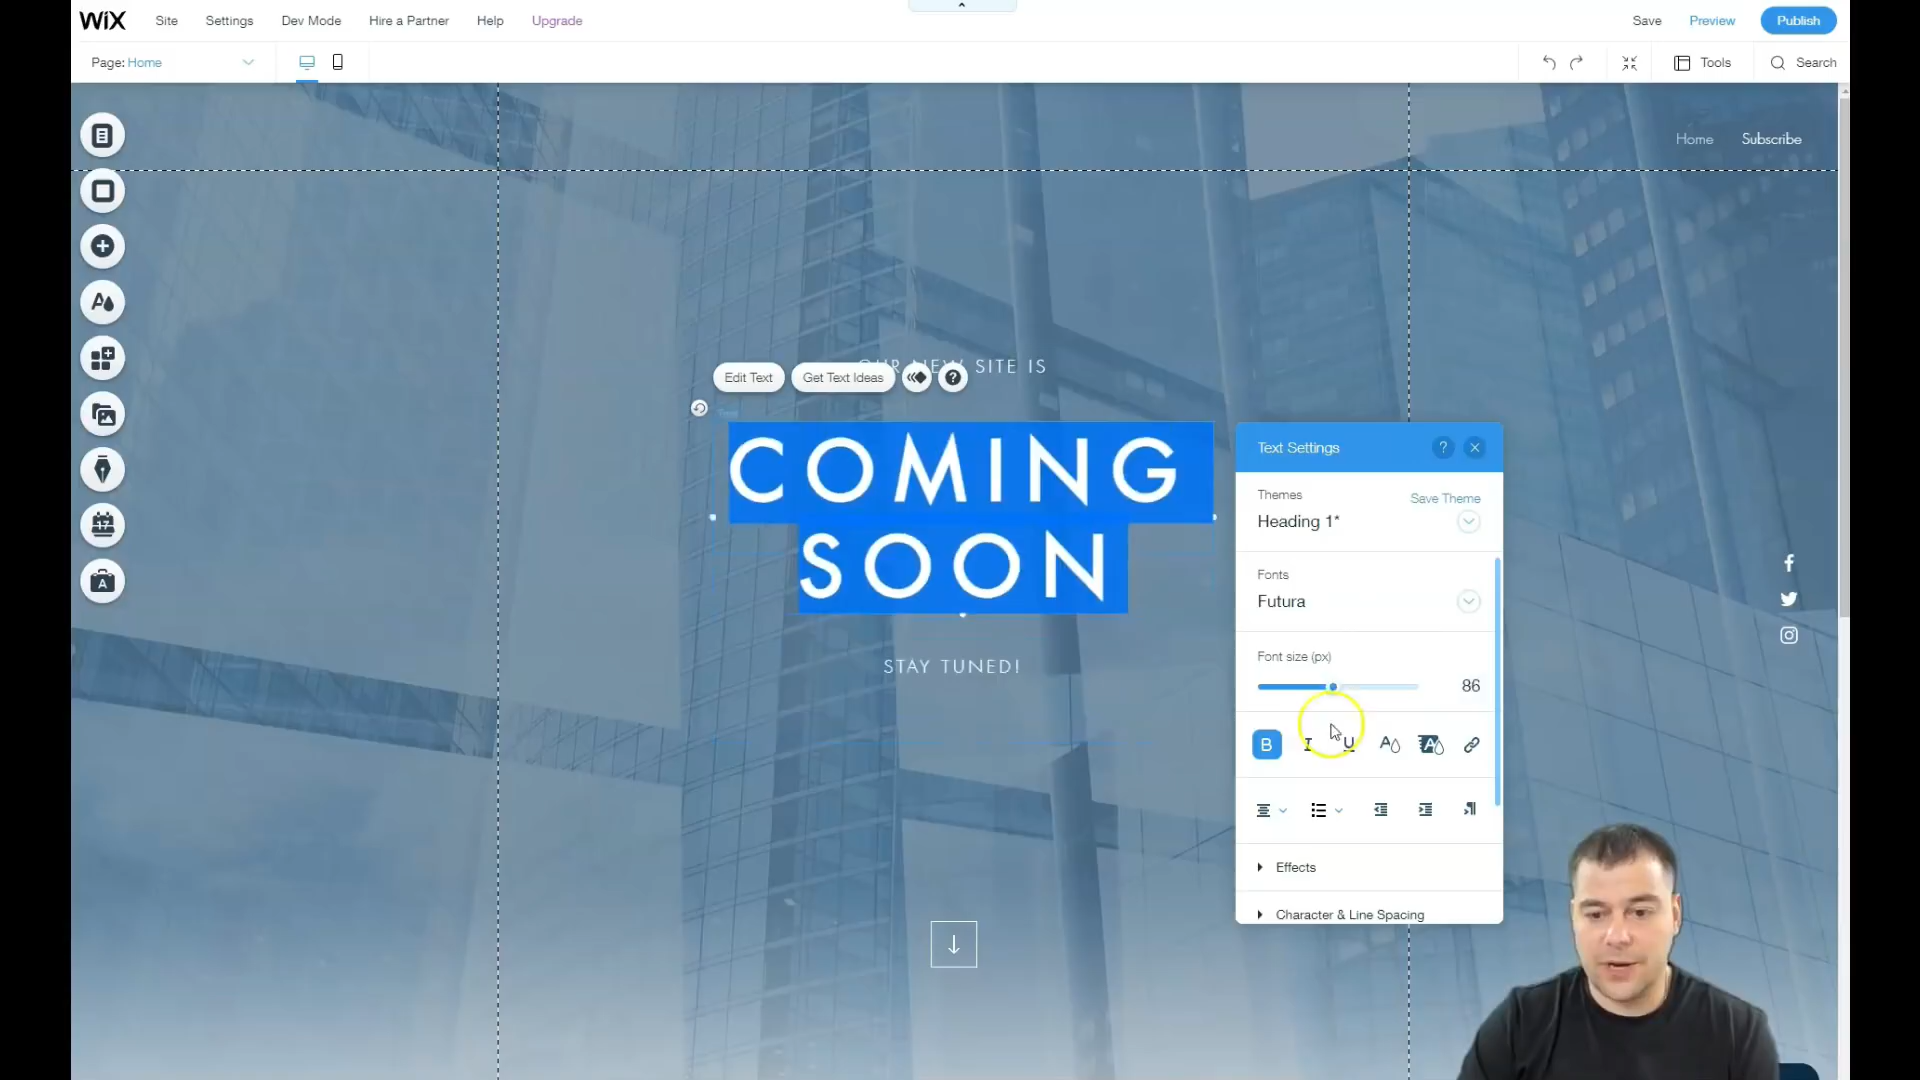 WiX Site Settings Dev Mode Hire a Partner Help Upgrade Save Preview Publish
Page: Home Tools Search
Home Subscribe
SITE IS
Edit Text Get Text Ideas
COMING
SOON
STAY TUNED!
Text Settings
Themes Save Theme
Heading 1*
Fonts
Futura
Font size (px)
86
B I U
Effects
Character & Line Spacing